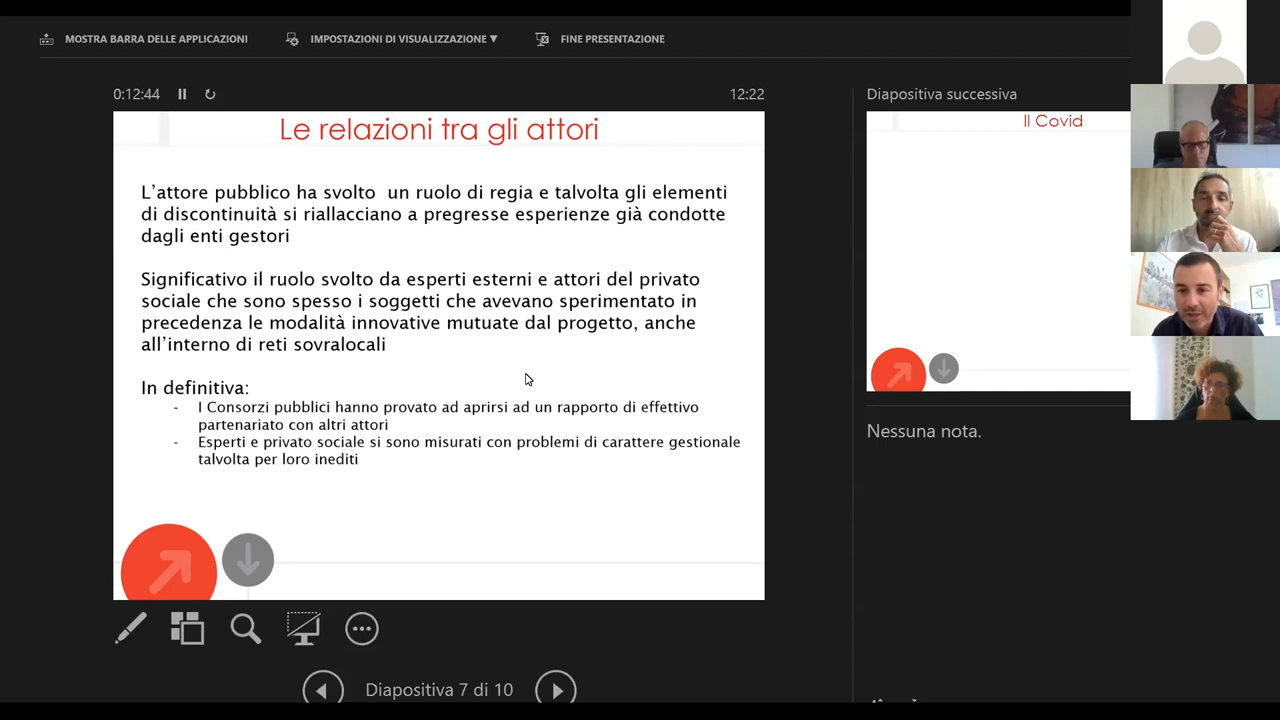 MOSTRA BARRA DELLE APPLICAZIONI
IMPOSTAZIONI DI VISUALIZZAZIONE ▼
FINE PRESENTAZIONE
0:12:44
12:22
Diapositiva successiva
Le relazioni tra gli attori
L'attore pubblico ha svolto un ruolo di regia e talvolta gli elementi
di discontinuità si riallacciano a pregresse esperienze già condotte
dagli enti gestori
Significativo il ruolo svolto da esperti esterni e attori del privato
sociale che sono spesso i soggetti che avevano sperimentato in
precedenza le modalità innovative mutuate dal progetto, anche
all'interno di reti sovralocali
In definitiva:
- I Consorzi pubblici hanno provato ad aprirsi ad un rapporto di effettivo
partenariato con altri attori
- Esperti e privato sociale si sono misurati con problemi di carattere gestionale
talvolta per loro inediti
Il Covid
Nessuna nota.
Diapositiva 7 di 10